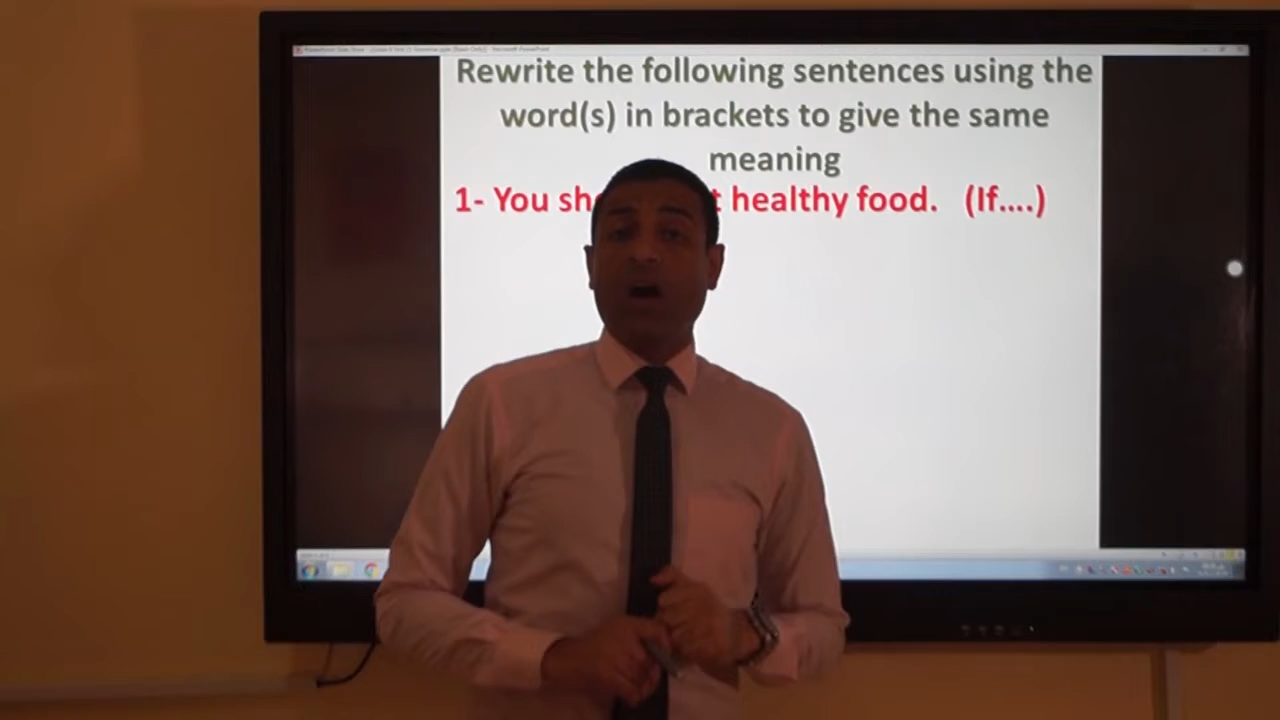 Rewrite the following sentences using the
word(s) in brackets to give the same
meaning
1- You sh t healthy food. (If....)